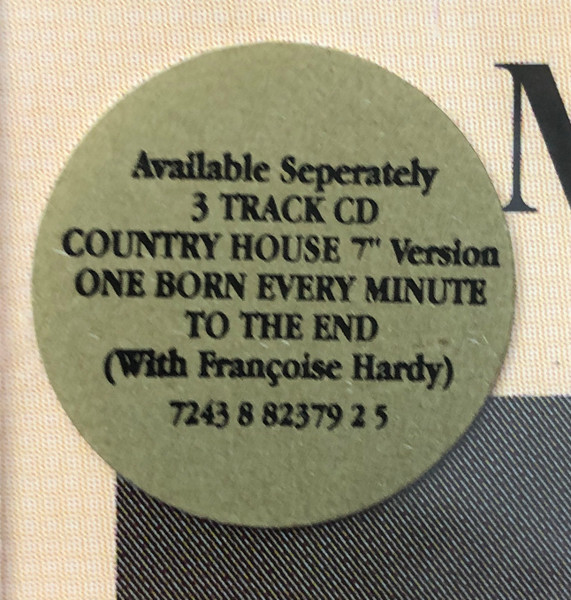 Available Seperately
3 TRACK CD
COUNTRY HOUSE 7" Version
ONE BORN EVERY MINUTE
TO THE END
(With Françoise Hardy)
7243 8 82379 2 5